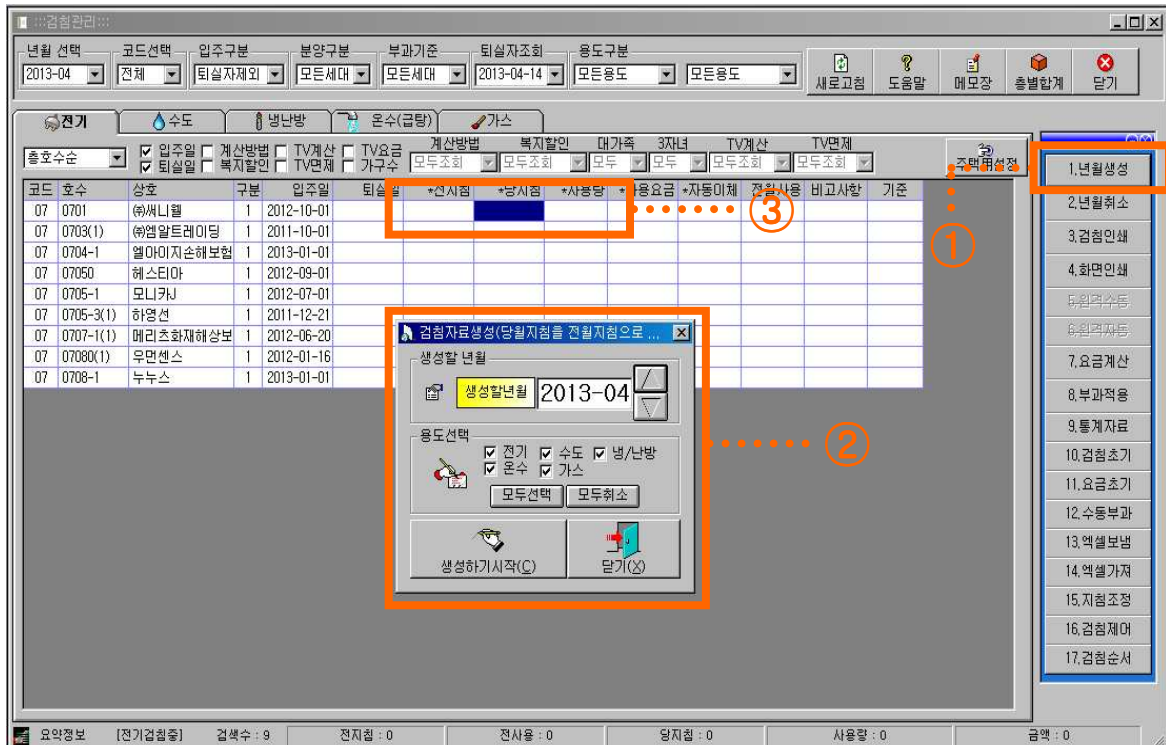 :::검침관리:::
년월 선택 코드선택 입주구분 분양구분 부과기준 퇴실자조회 용도구분
2013-04 전체 퇴실자제외 모든세대 모든세대 2013-04-14 모든용도 모든용도
새로고침 도움말 메모장 층별합계 닫기
전기 수도 냉난방 온수(급탕) 가스
층호수순 입주일 계산방법 TV계산 TV요금 계산방법 복지할인 대가족 3자녀 TV계산 TV면제
퇴실일 복지할인 TV면제 가구수 모두조회 모두조회 모두 모두 모두조회 모두조회 주택용설정
코드 호수 상호 구분 입주일 퇴실일 *전지침 *당지침 *사용당 *사용요금 *자동이체 전월사용 비고사항 기준
07 0701 ㈜써니웰 1 2012-10-01
07 0703(1) ㈜엠알트레이딩 1 2011-10-01
07 0704-1 엘아이지손해보험 1 2013-01-01
07 07050 헤스티아 1 2012-09-01
07 0705-1 모니카J 1 2012-07-01
07 0705-3(1) 하영선 1 2011-12-21
07 0707-1(1) 메리츠화재해상보 1 2012-06-20
07 07080(1) 우먼센스 1 2012-01-16
07 0708-1 누누스 1 2013-01-01
①
②
③
검침자료생성(당월지침을 전월지침으로 ...
생성할 년월
생성할년월 2013-04
용도선택
전기 수도 냉/난방
온수 가스
모두선택 모두취소
생성하기시작(C) 닫기(X)
1.년월생성
2.년월취소
3.검침인쇄
4.화면인쇄
5.원격수동
6.원격자동
7.요금계산
8.부과적용
9.통계자료
10.검침초기
11.요금초기
12.수동부과
13.엑셀보냄
14.엑셀가져
15.지침조정
16.검침제어
17.검침순서
요약정보 [전기검침중] 검색수 : 9 전지침 : 0 전사용 : 0 당지침 : 0 사용량 : 0 금액 : 0